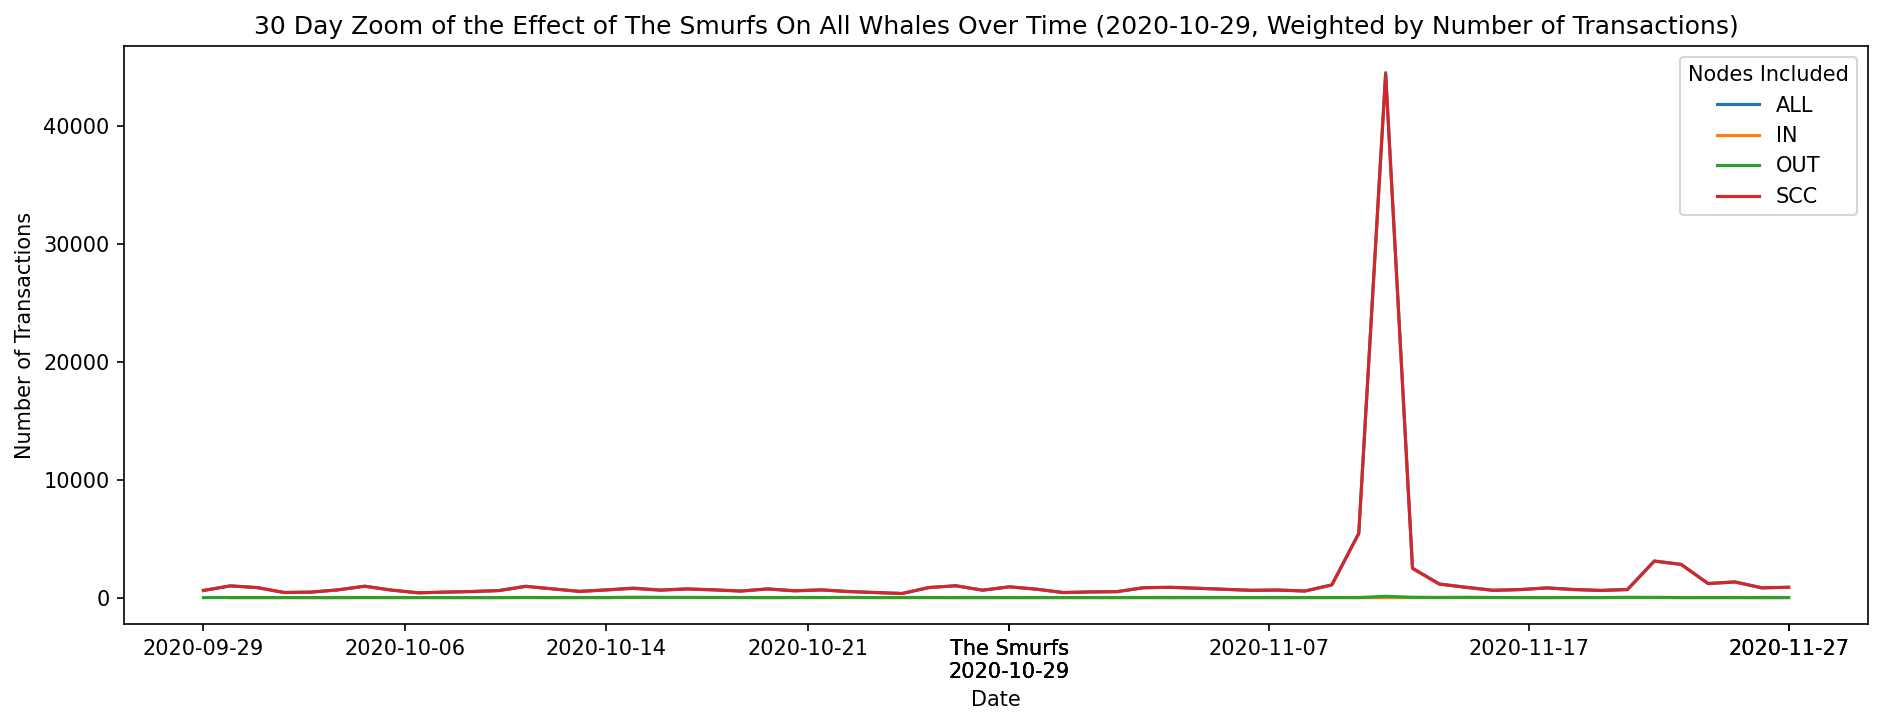 30 Day Zoom of the Effect of The Smurfs On All Whales Over Time (2020-10-29, Weighted by Number of Transactions)
Nodes Included
ALL
IN
OUT
SCC
Number of Transactions
40000
30000
20000
10000
0
2020-09-29
2020-10-06
2020-10-14
2020-10-21
The Smurfs
2020-10-29
2020-11-07
2020-11-17
2020-11-27
Date